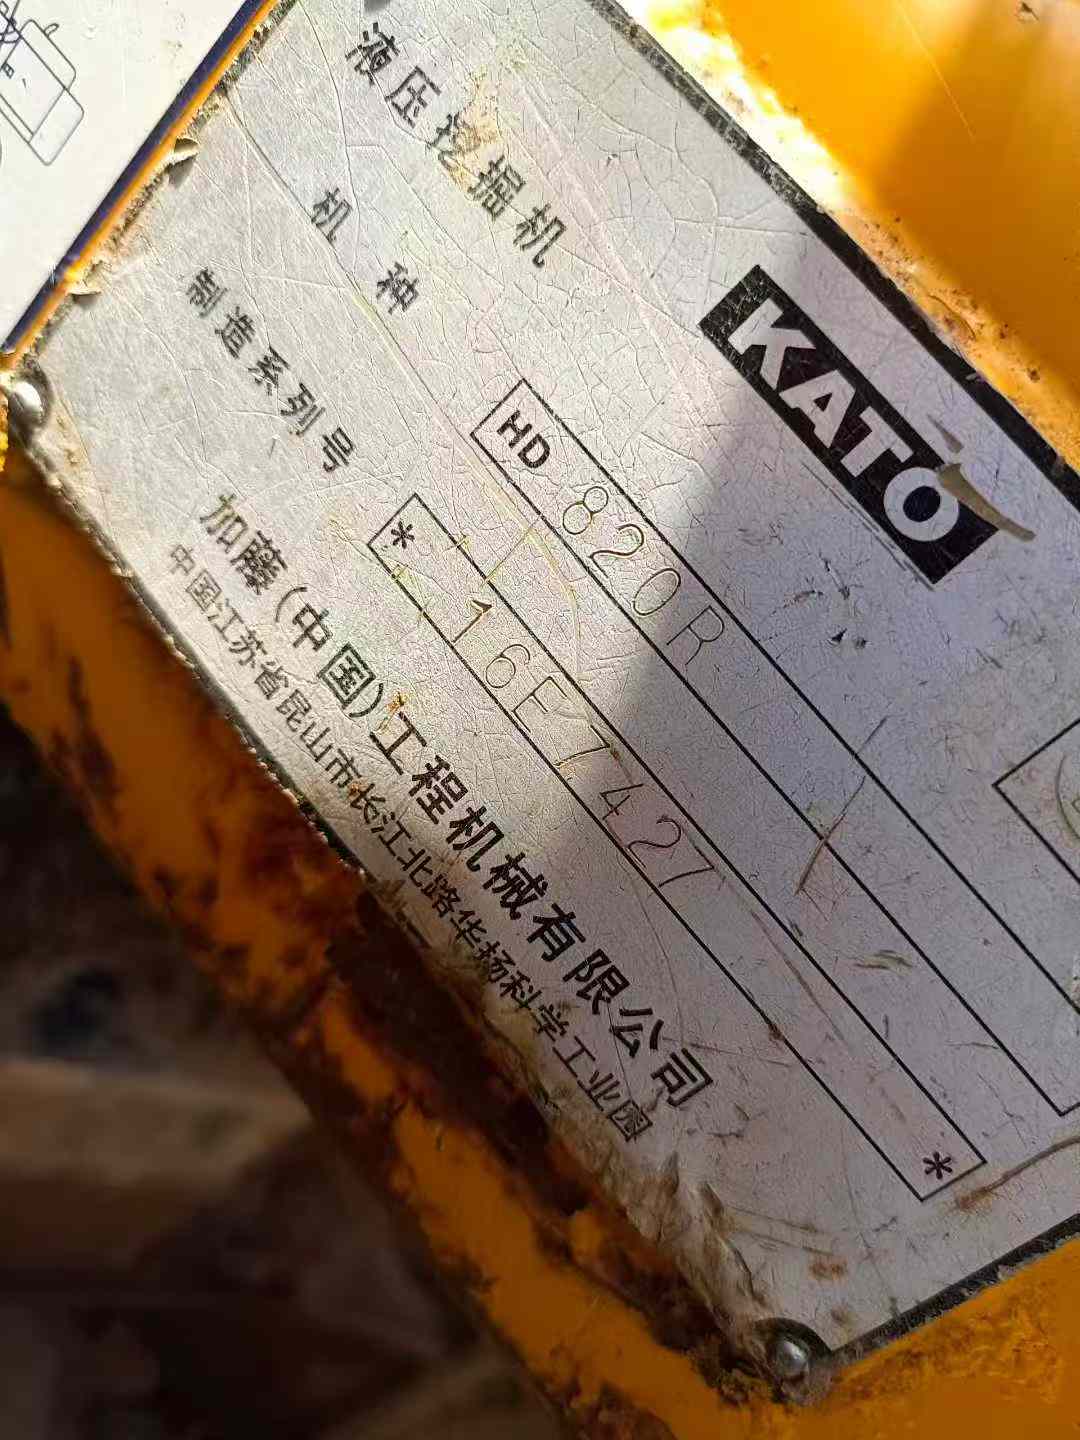 液压挖掘机
KATO
机种 HD 820R
制造系列号 * 16E7427 *
加藤(中国)工程机械有限公司
中国江苏省昆山市长江北路华扬科学工业园